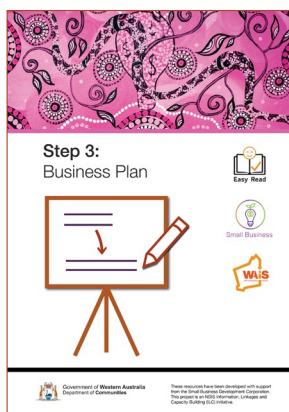 Step 3:
Business Plan
Easy Read
Small Business
WAiS
Government of Western Australia
Department of Communities
These resources have been developed with support
from the Small Business Development Corporation.
This project is an NDIS Information, Linkages and
Capacity Building (ILC) initiative.